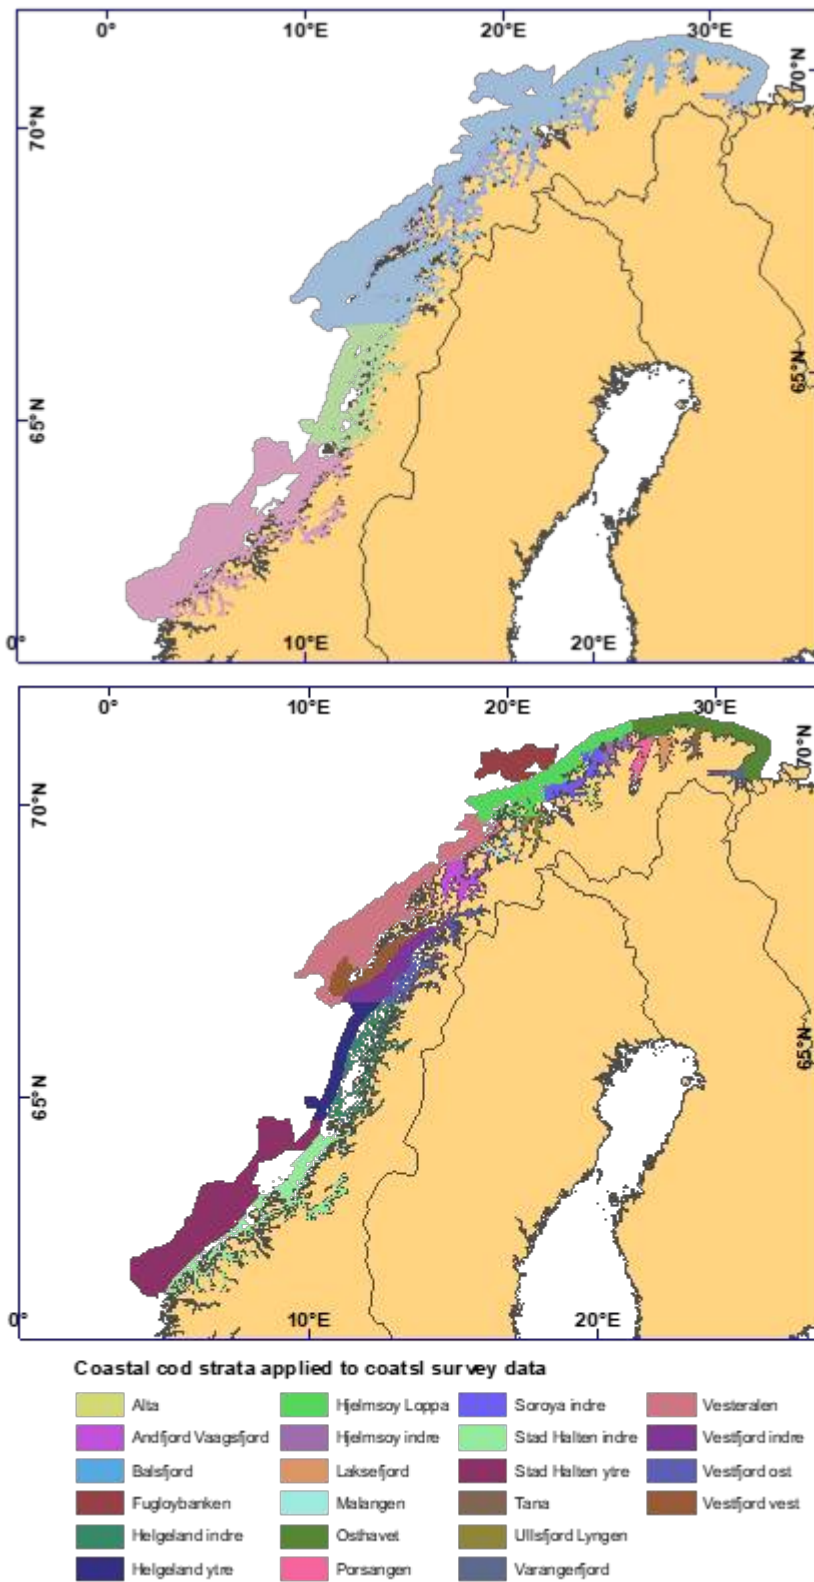 0° 10°E 20°E 30°E
70°N
70°N
65°N
65°N
0° 10°E 20°E
0° 10°E 20°E 30°E
70°N
70°N
65°N
65°N
0° 10°E 20°E
Coastal cod strata applied to coatsl survey data
Alta Hjelmsoy Loppa Soroya indre Vesteralen
Andfjord Vaagsfjord Hjelmsoy indre Stad Halten indre Vestfjord indre
Balsfjord Laksefjord Stad Halten ytre Vestfjord ost
Fugloybanken Malangen Tana Vestfjord vest
Helgeland indre Osthavet Ullsfjord Lyngen
Helgeland ytre Porsangen Varangerfjord